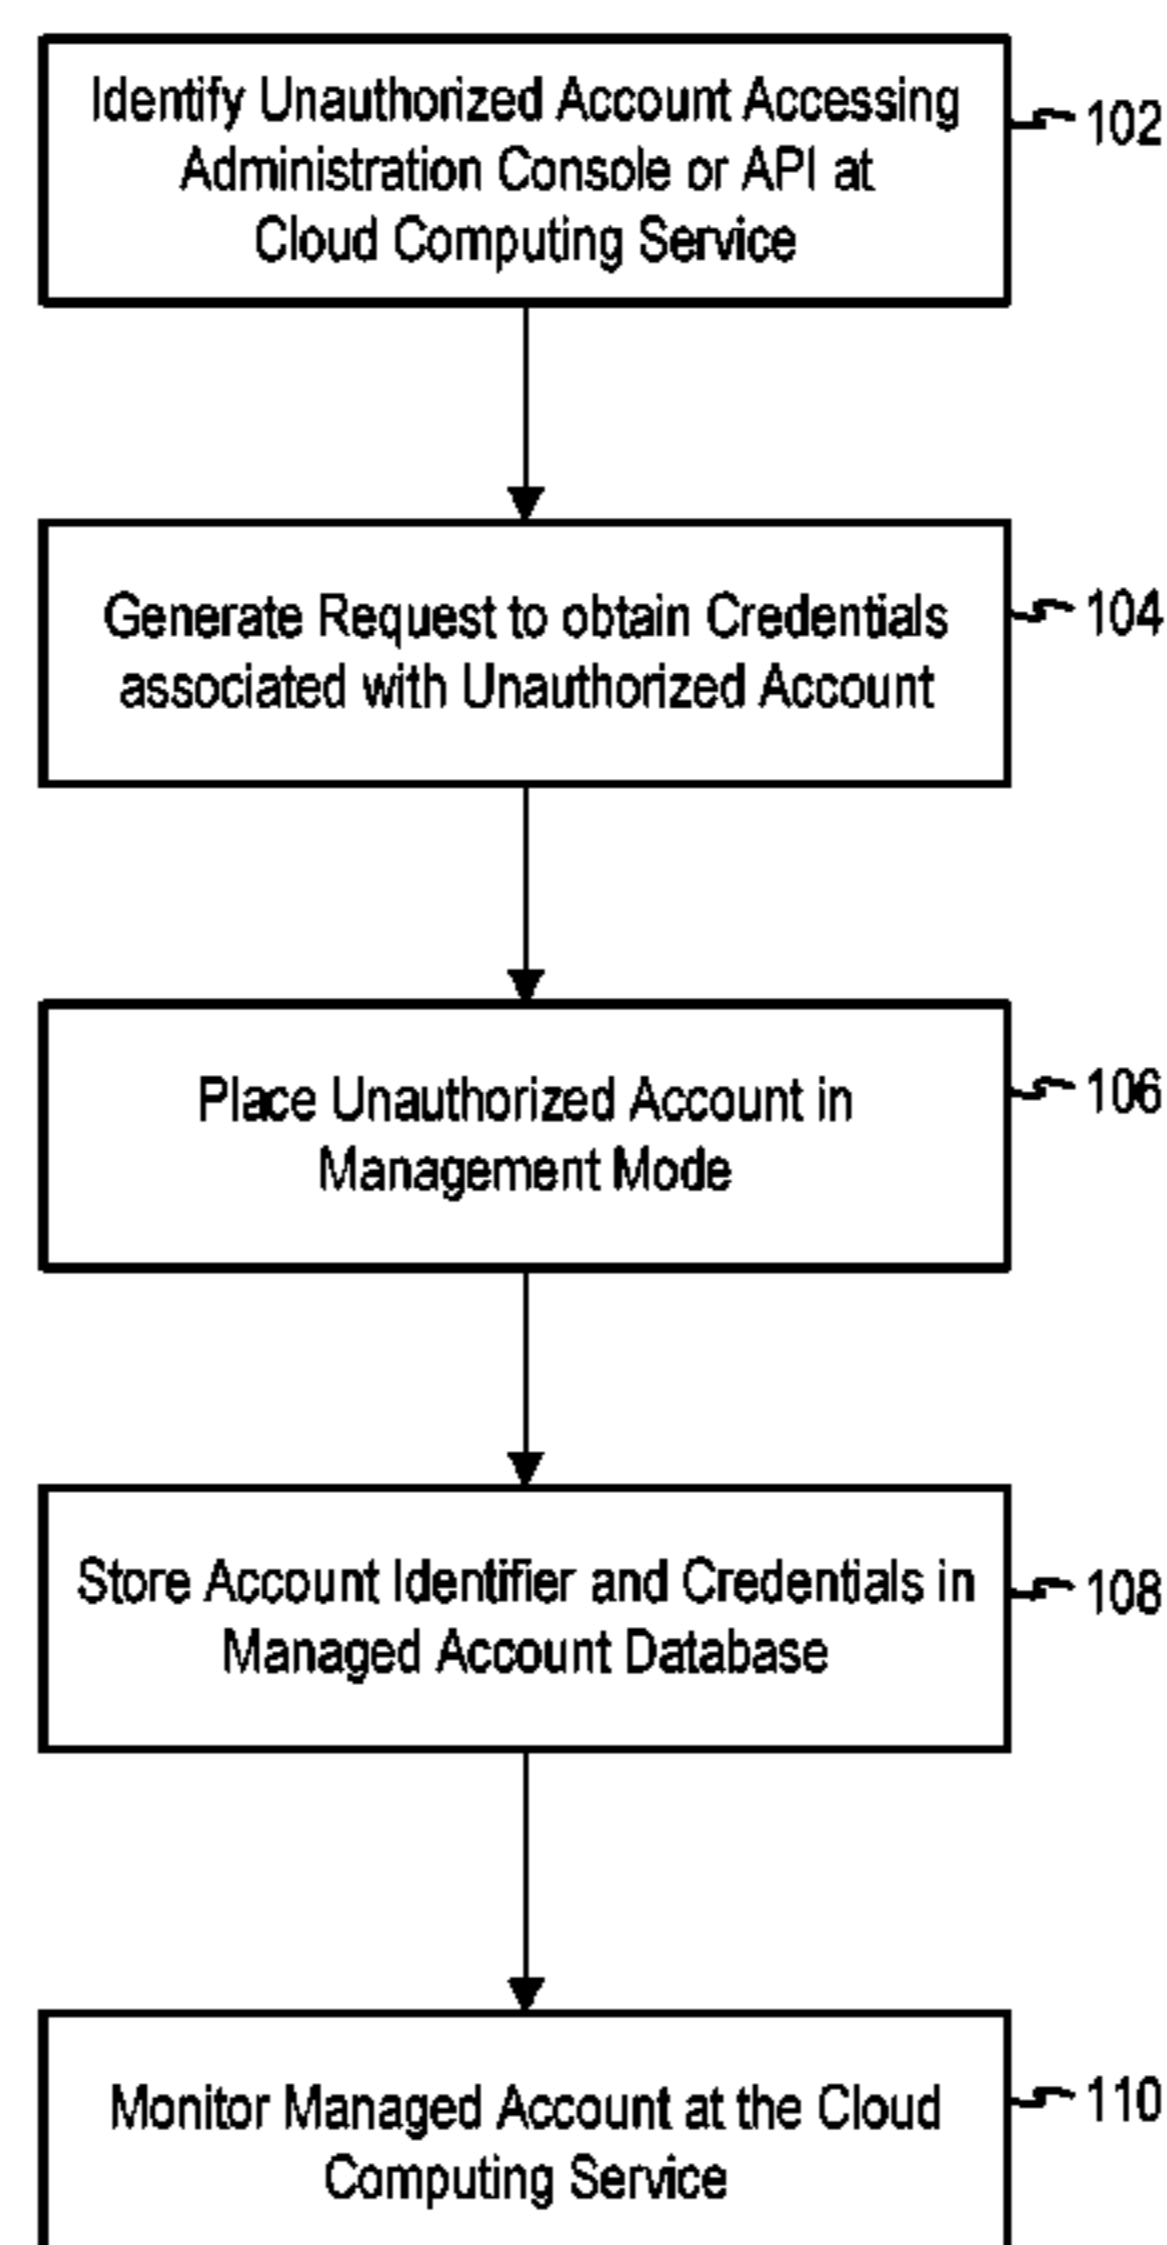 Identify Unauthorized Account Accessing
Administration Console or API at
Cloud Computing Service
102
Generate Request to obtain Credentials
associated with Unauthorized Account
104
Place Unauthorized Account in
Management Mode
106
Store Account Identifier and Credentials in
Managed Account Database
108
Monitor Managed Account at the Cloud
Computing Service
110